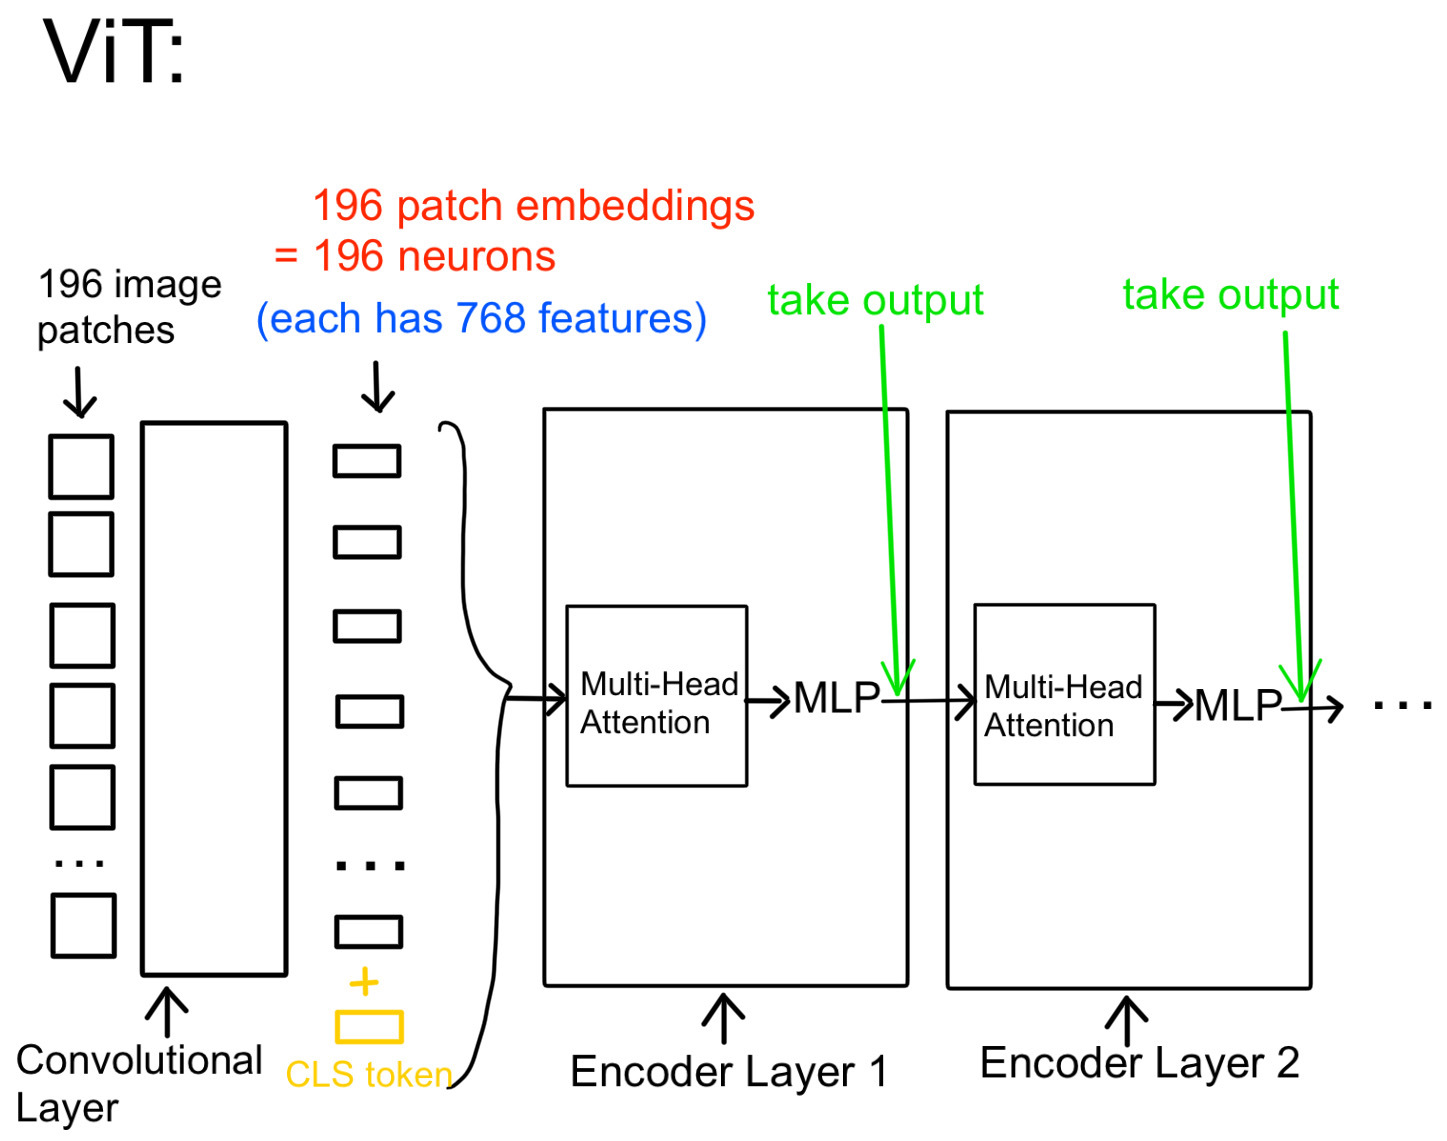 ViT:
196 patch embeddings
= 196 neurons
(each has 768 features)
196 image
patches
take output
take output
Multi-Head
Attention
MLP
Multi-Head
Attention
MLP
...
...
...
+
CLS token
Convolutional
Layer
Encoder Layer 1
Encoder Layer 2